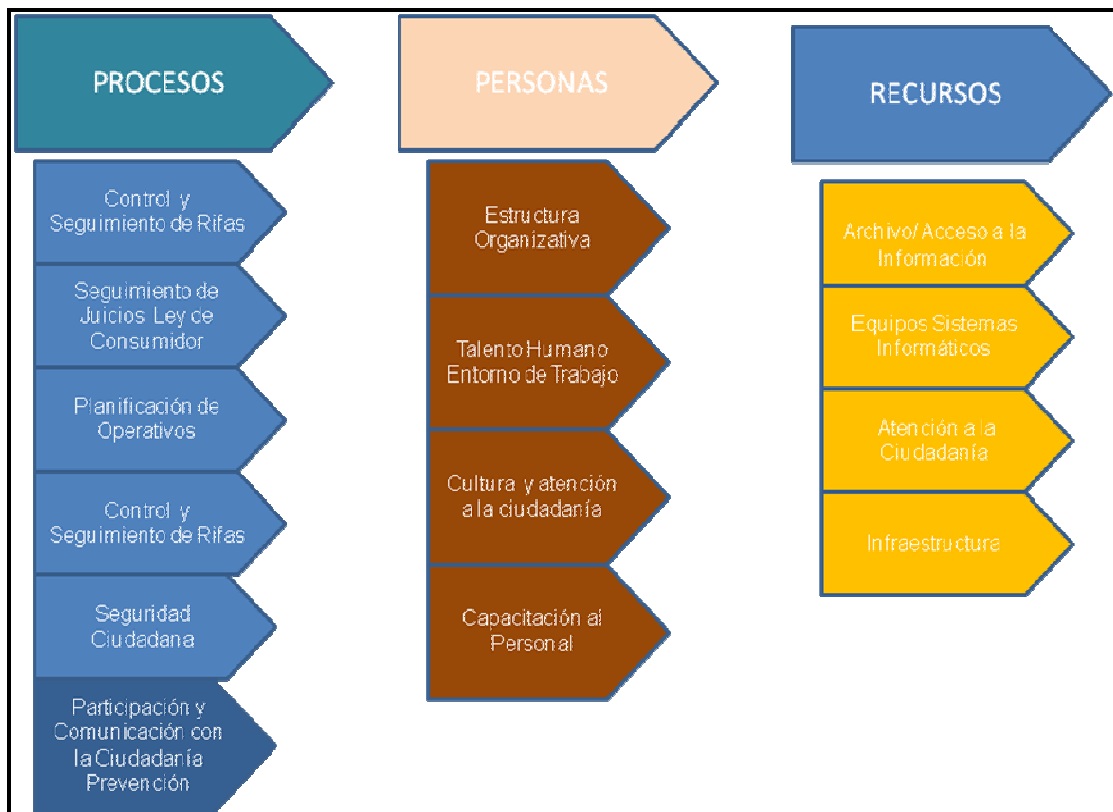 PROCESOS
Control y
Seguimiento de Rifas
Seguimiento de
Juicios Ley de
Consumidor
Planificación de
Operativos
Control y
Seguimiento de Rifas
Seguridad
Ciudadana
Participación y
Comunicación con
la Ciudadanía
Prevención
PERSONAS
Estructura
Organizativa
Talento Humano
Entorno de Trabajo
Cultura y atención
a la ciudadanía
Capacitación al
Personal
RECURSOS
Archivo/ Acceso a la
Información
Equipos Sistemas
Informáticos
Atención a la
Ciudadanía
Infraestructura